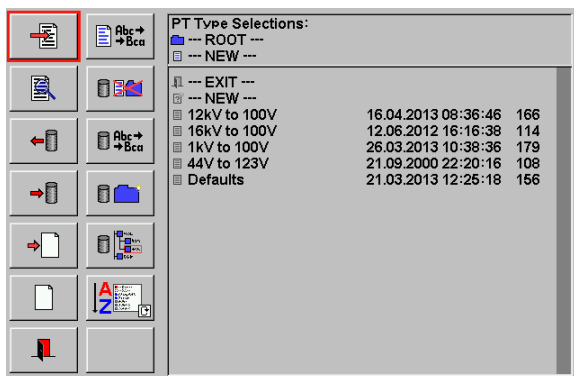 Abc→
→Bca
PT Type Selections:
--- ROOT ---
--- NEW ---
--- EXIT ---
--- NEW ---
12kV to 100V 16.04.2013 08:36:46 166
16kV to 100V 12.06.2012 16:16:38 114
1kV to 100V 26.03.2013 10:38:36 179
44V to 123V 21.09.2000 22:20:16 108
Defaults 21.03.2013 12:25:18 156
Abc→
→Bca
A
Z